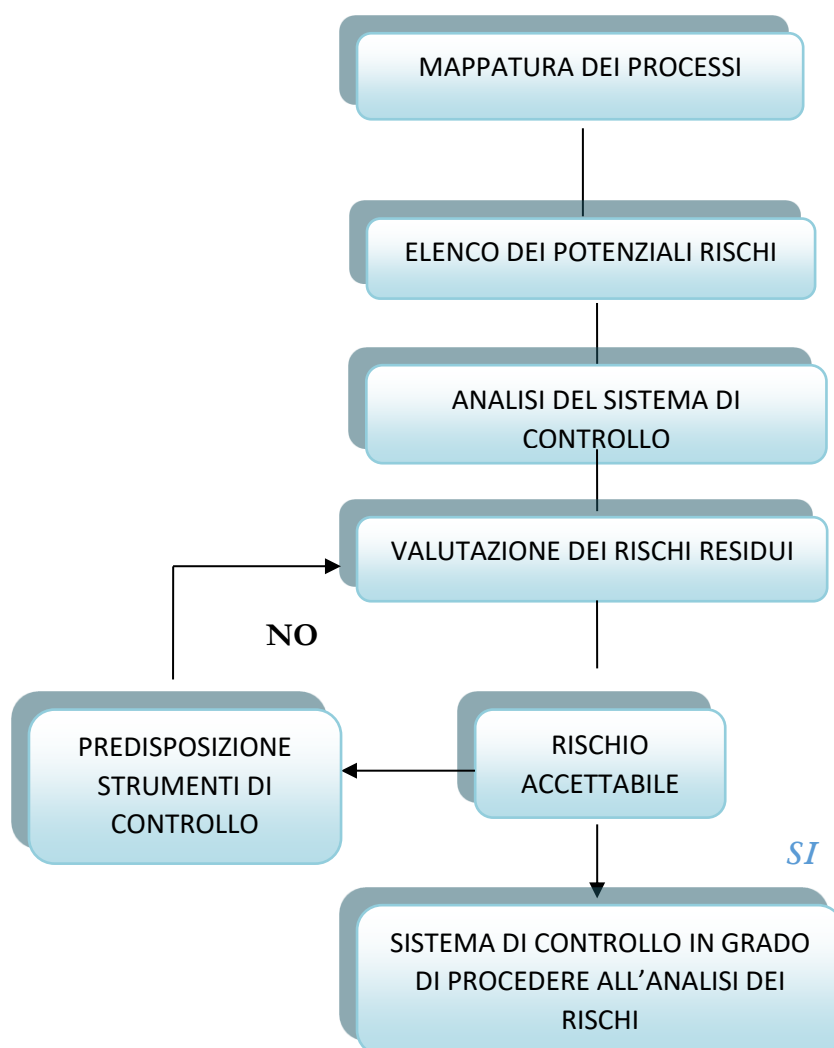 MAPPATURA DEI PROCESSI
ELENCO DEI POTENZIALI RISCHI
ANALISI DEL SISTEMA DI
CONTROLLO
VALUTAZIONE DEI RISCHI RESIDUI
NO
PREDISPOSIZIONE
STRUMENTI DI
CONTROLLO
RISCHIO
ACCETTABILE
SI
SISTEMA DI CONTROLLO IN GRADO
DI PROCEDERE ALL’ANALISI DEI
RISCHI